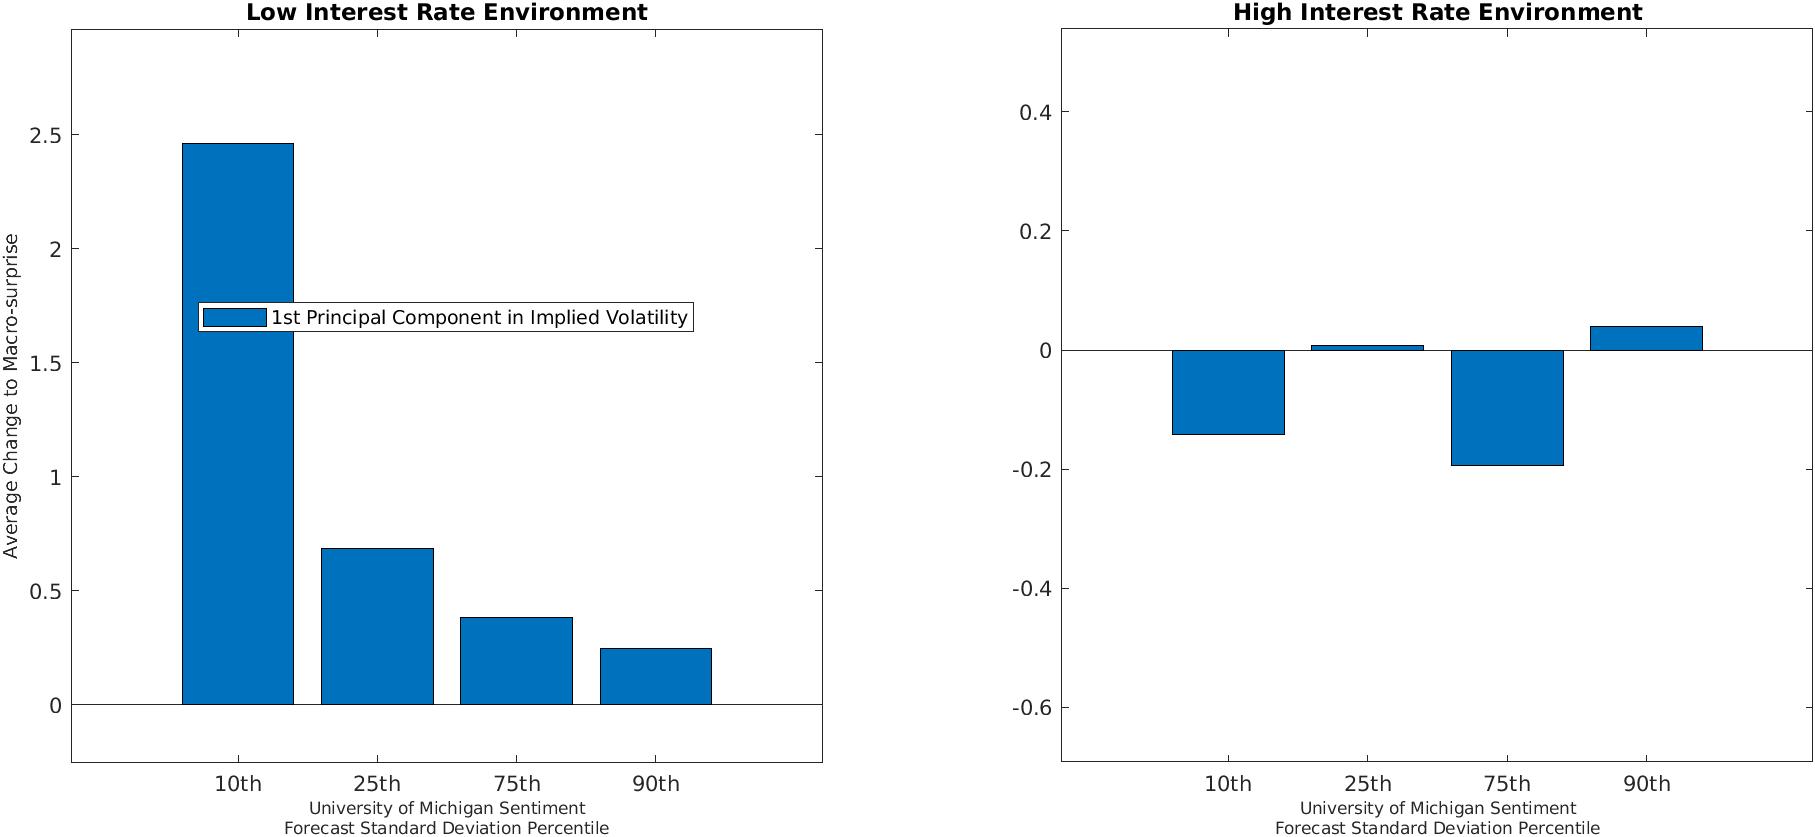 Low Interest Rate Environment
Average Change to Macro-surprise
2.5
2
1.5
1
0.5
0
1st Principal Component in Implied Volatility
10th 25th 75th 90th
University of Michigan Sentiment
Forecast Standard Deviation Percentile
High Interest Rate Environment
0.4
0.2
0
-0.2
-0.4
-0.6
10th 25th 75th 90th
University of Michigan Sentiment
Forecast Standard Deviation Percentile